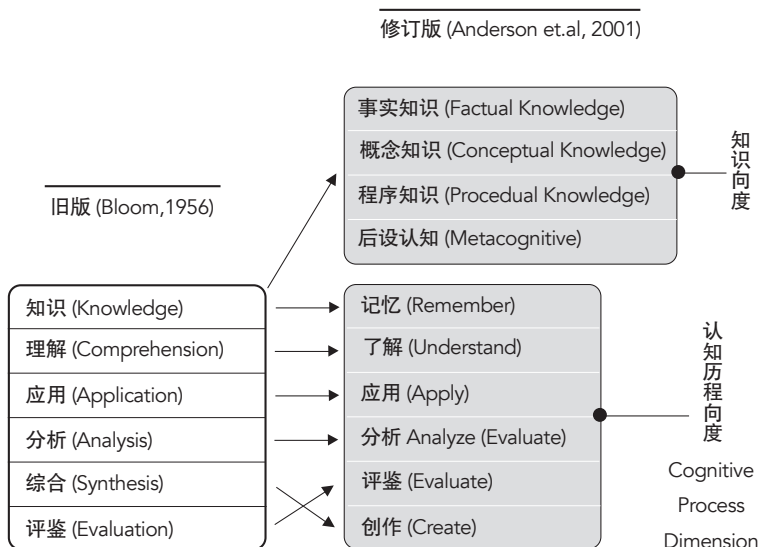 修订版 (Anderson et.al, 2001)
事实知识 (Factual Knowledge)
概念知识 (Conceptual Knowledge)
程序知识 (Procedual Knowledge)
后设认知 (Metacognitive)
知识向度
旧版 (Bloom,1956)
知识 (Knowledge)
理解 (Comprehension)
应用 (Application)
分析 (Analysis)
综合 (Synthesis)
评鉴 (Evaluation)
记忆 (Remember)
了解 (Understand)
应用 (Apply)
分析 Analyze (Evaluate)
评鉴 (Evaluate)
创作 (Create)
认知历程向度
Cognitive
Process
Dimension